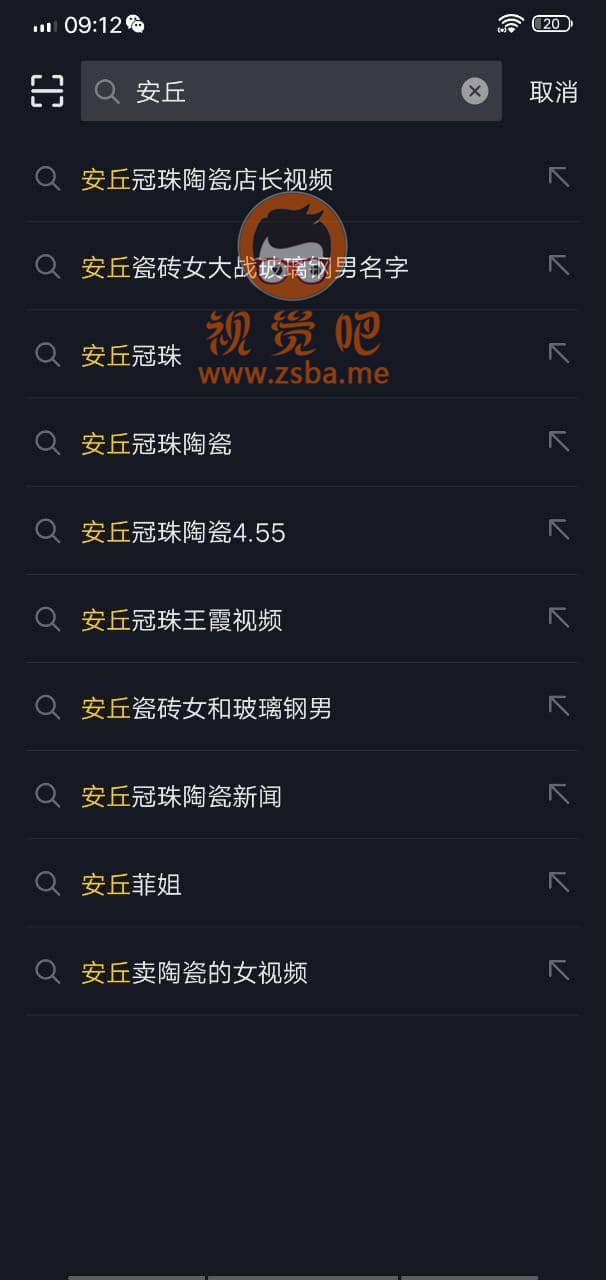 09:12
20
安丘
取消
安丘冠珠陶瓷店长视频
安丘瓷砖女大战玻璃钢男名字
视觉吧
安丘冠珠
www.zsba.me
安丘冠珠陶瓷
安丘冠珠陶瓷4.55
安丘冠珠王霞视频
安丘瓷砖女和玻璃钢男
安丘冠珠陶瓷新闻
安丘菲姐
安丘卖陶瓷的女视频